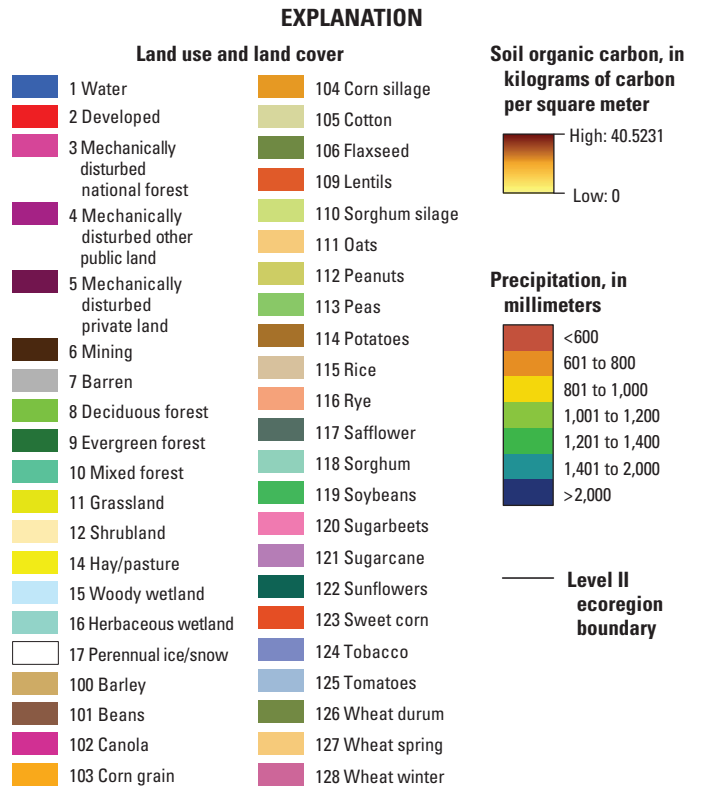 EXPLANATION
Land use and land cover
1 Water
2 Developed
3 Mechanically
disturbed
national forest
4 Mechanically
disturbed other
public land
5 Mechanically
disturbed
private land
6 Mining
7 Barren
8 Deciduous forest
9 Evergreen forest
10 Mixed forest
11 Grassland
12 Shrubland
14 Hay/pasture
15 Woody wetland
16 Herbaceous wetland
17 Perennual ice/snow
100 Barley
101 Beans
102 Canola
103 Corn grain
104 Corn sillage
105 Cotton
106 Flaxseed
109 Lentils
110 Sorghum silage
111 Oats
112 Peanuts
113 Peas
114 Potatoes
115 Rice
116 Rye
117 Safflower
118 Sorghum
119 Soybeans
120 Sugarbeets
121 Sugarcane
122 Sunflowers
123 Sweet corn
124 Tobacco
125 Tomatoes
126 Wheat durum
127 Wheat spring
128 Wheat winter
Soil organic carbon, in
kilograms of carbon
per square meter
High: 40.5231
Low: 0
Precipitation, in
millimeters
<600
601 to 800
801 to 1,000
1,001 to 1,200
1,201 to 1,400
1,401 to 2,000
>2,000
Level II
ecoregion
boundary